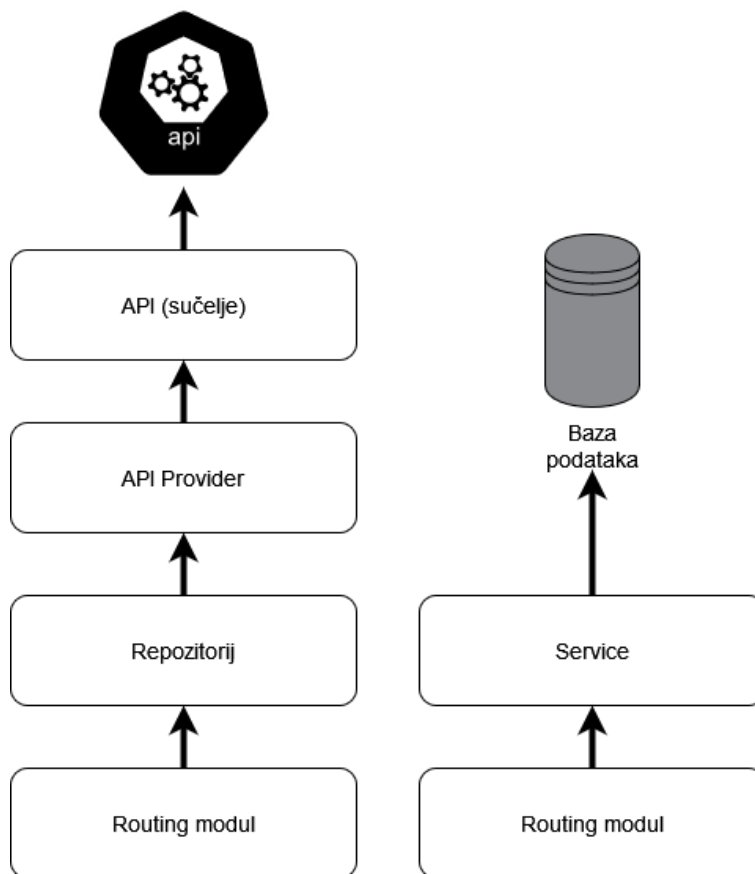 api
API (sučelje)
API Provider
Repozitorij
Routing modul
Baza
podataka
Service
Routing modul